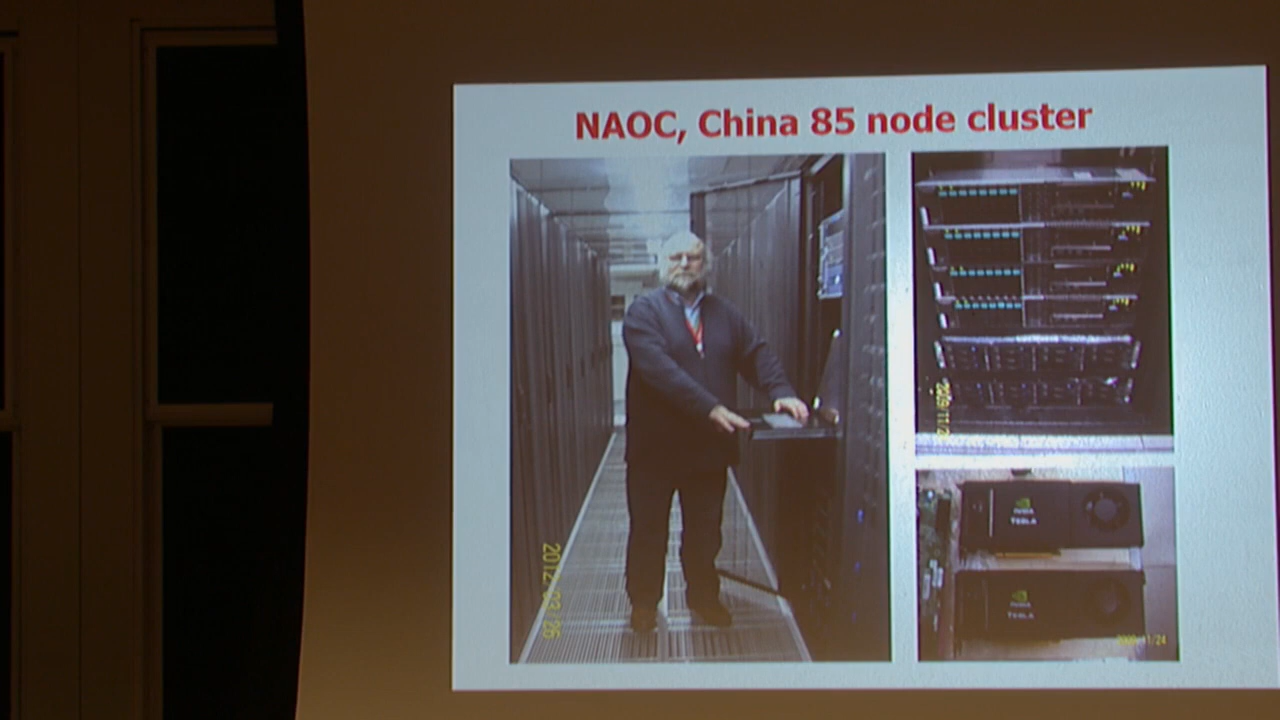 NAOC, China 85 node cluster
2012/03/26
NVIDIA
TESLA
NVIDIA
TESLA